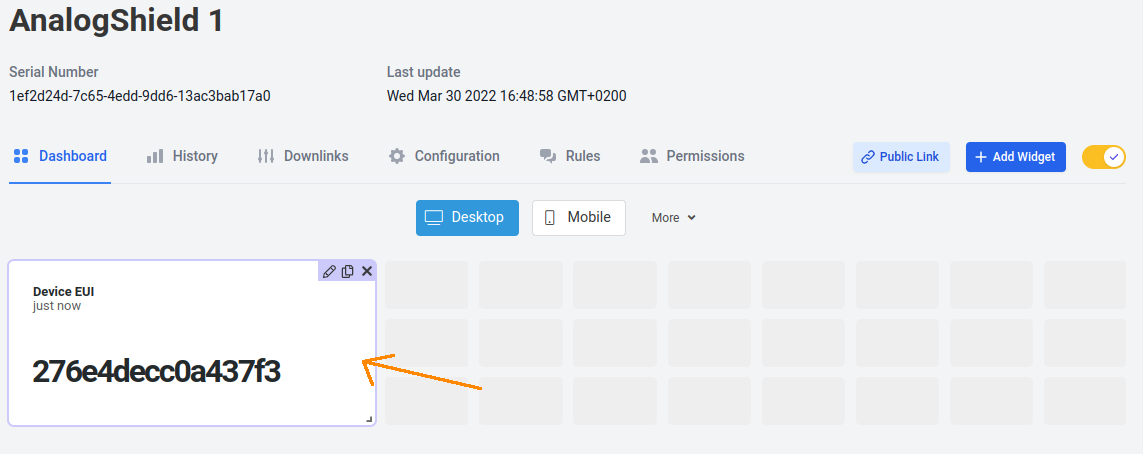 AnalogShield 1
Serial Number
Last update
1ef2d24d-7c65-4edd-9dd6-13ac3bab17a0
Wed Mar 30 2022 16:48:58 GMT+0200
Dashboard
History
Downlinks
Configuration
Rules
Permissions
Public Link
Add Widget
Desktop
Mobile
More
Device EUI
just now
276e4decc0a437f3